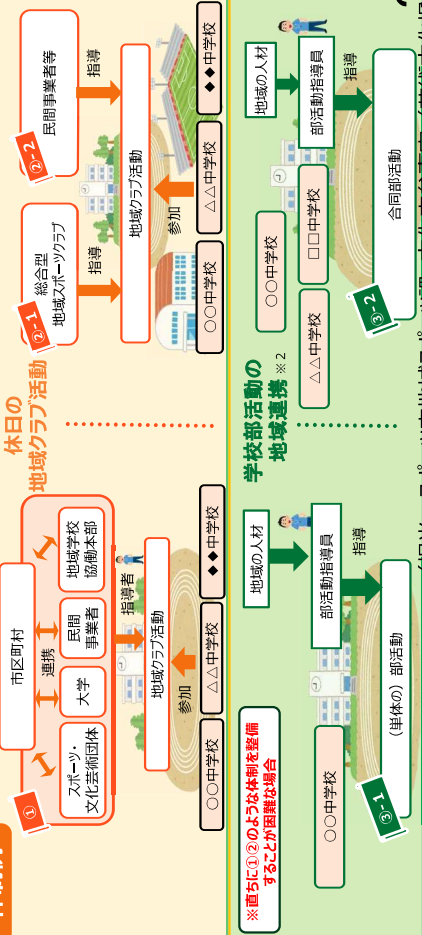 休日の
地域クラブ活動
①
市区町村
連携
スポーツ・
文化芸術団体
大学
民間
事業者
地域学校
協働本部
指導者
地域クラブ活動
参加
○○中学校
△△中学校
◆◆中学校
②-1
総合型
地域スポーツクラブ
②-2
民間事業者等
指導
指導
地域クラブ活動
参加
○○中学校
△△中学校
◆◆中学校
学校部活動の
地域連携※2
※直ちに①②のような体制を整備
することが困難な場合
地域の人材
部活動指導員
指導
○○中学校
③-1
（単体の）部活動
地域の人材
部活動指導員
指導
○○中学校
△△中学校
□□中学校
③-2
合同部活動